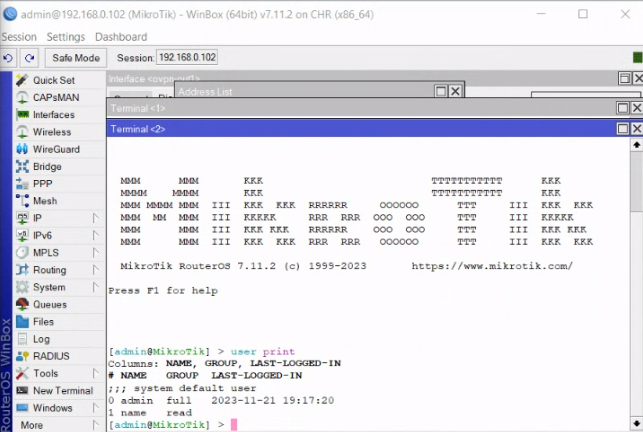 admin@192.168.0.102 (MikroTik) - WinBox (64bit) v7.11.2 on CHR (x86_64)
Session Settings Dashboard
Safe Mode Session: 192.168.0.102
Quick Set
CAPsMAN
Interfaces
Wireless
WireGuard
Bridge
PPP
Mesh
IP
IPv6
MPLS
Routing
System
Queues
Files
Log
RADIUS
Tools
New Terminal
Windows
More
RouterOS WinBox
Interface <ovpn-out1>
Address List
Terminal <1>
Terminal <2>
MMM MMM KKK TTTTTTTTTTT KKK
MMMM MMMM KKK TTTTTTTTTTT KKK
MMM MMMM MMM III KKK KKK RRRRRR OOOOOO TTT III KKK KKK
MMM MM MMM III KKKKK RRR RRR OOO OOO TTT III KKKKK
MMM MMM III KKK KKK RRRRRR OOO OOO TTT III KKK KKK
MMM MMM III KKK KKK RRR RRR OOOOOO TTT III KKK KKK
MikroTik RouterOS 7.11.2 (c) 1999-2023 https://www.mikrotik.com/
Press F1 for help
[admin@MikroTik] > user print
Columns: NAME, GROUP, LAST-LOGGED-IN
# NAME GROUP LAST-LOGGED-IN
;;; system default user
0 admin full 2023-11-21 19:17:20
1 name read
[admin@MikroTik] >